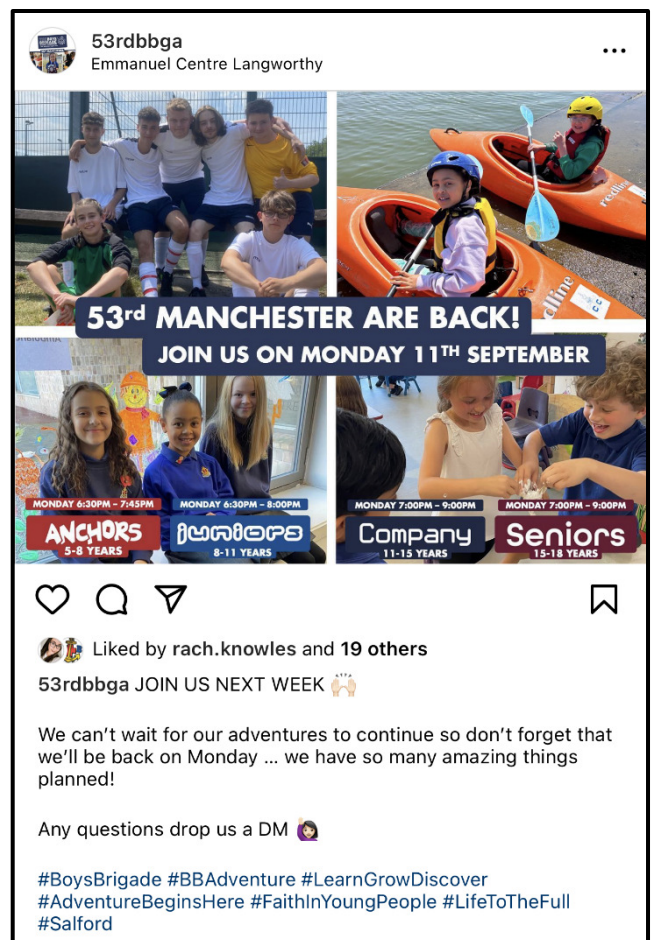 53rdbbga
Emmanuel Centre Langworthy
redline
dline
53rd MANCHESTER ARE BACK!
JOIN US ON MONDAY 11TH SEPTEMBER
MONDAY 6:30PM – 7:45PM
ANCHORS
5-8 YEARS
MONDAY 6:30PM – 8:00PM
juniors
8-11 YEARS
MONDAY 7:00PM – 9:00PM
Company
11-15 YEARS
MONDAY 7:00PM – 9:00PM
Seniors
15-18 YEARS
Liked by rach.knowles and 19 others
53rdbbga JOIN US NEXT WEEK 🙌🏻
We can’t wait for our adventures to continue so don’t forget that
we’ll be back on Monday … we have so many amazing things
planned!
Any questions drop us a DM 🙋🏻‍♀️
#BoysBrigade #BBAdventure #LearnGrowDiscover
#AdventureBeginsHere #FaithInYoungPeople #LifeToTheFull
#Salford